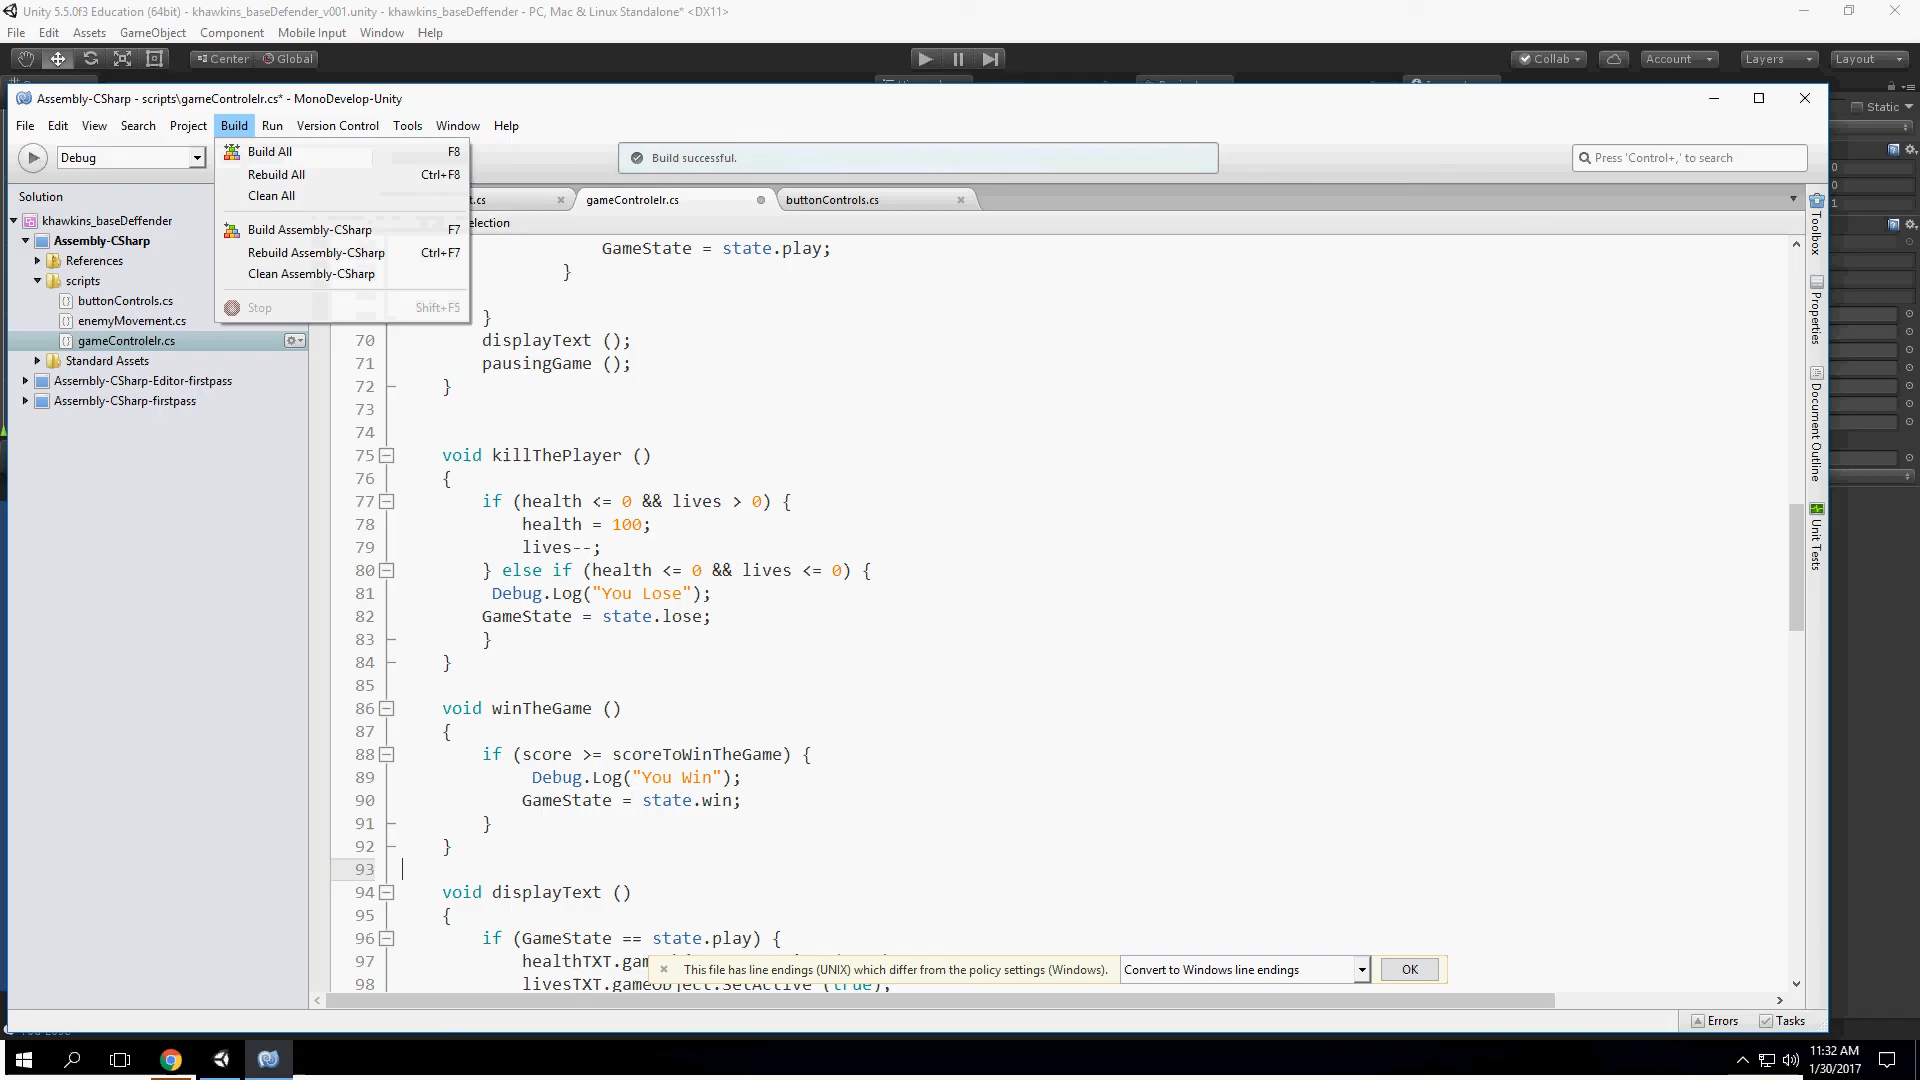 Unity 5.5.0f3 Education (64bit) - khawkins_baseDefender_v001.unity - khawkins_baseDeffender - PC, Mac & Linux Standalone* <DX11>
File Edit Assets GameObject Component Mobile Input Window Help
Center Global Collab Account Layers Layout
Assembly-CSharp - scripts\gameControlelr.cs* - MonoDevelop-Unity
Static
File Edit View Search Project Build Run Version Control Tools Window Help
Debug
Build successful.
Press 'Control+,' to search
Build All F8
Rebuild All Ctrl+F8
Clean All
Build Assembly-CSharp F7
Rebuild Assembly-CSharp Ctrl+F7
Clean Assembly-CSharp
Stop Shift+F5
Solution
khawkins_baseDeffender
Assembly-CSharp
References
scripts
buttonControls.cs
enemyMovement.cs
gameControlelr.cs
Standard Assets
Assembly-CSharp-Editor-firstpass
Assembly-CSharp-firstpass
t.cs gameControlelr.cs buttonControls.cs
election
GameState = state.play;
}
}
70 displayText ();
71 pausingGame ();
72 }
73
74
75 void killThePlayer ()
76 {
77 if (health <= 0 && lives > 0) {
78 health = 100;
79 lives--;
80 } else if (health <= 0 && lives <= 0) {
81 Debug.Log("You Lose");
82 GameState = state.lose;
83 }
84 }
85
86 void winTheGame ()
87 {
88 if (score >= scoreToWinTheGame) {
89 Debug.Log("You Win");
90 GameState = state.win;
91 }
92 }
93
94 void displayText ()
95 {
96 if (GameState == state.play) {
97 healthTXT.gam
98 livesTXT.gameObject.SetActive (true);
This file has line endings (UNIX) which differ from the policy settings (Windows). Convert to Windows line endings OK
Toolbox
Properties
Document Outline
Unit Tests
0
0
1
Errors Tasks
11:32 AM
1/30/2017